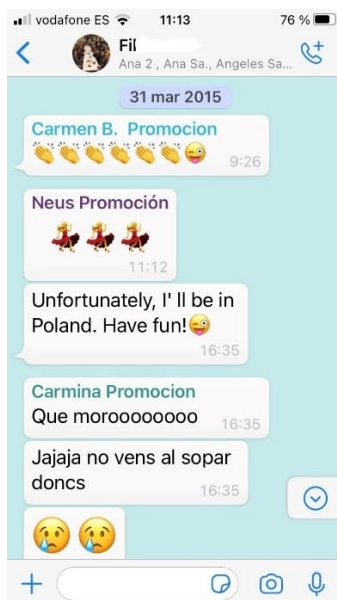 vodafone ES 11:13 76 %
Fil
Ana 2 , Ana Sa., Angeles Sa...
31 mar 2015
Carmen B. Promocion
👏👏👏👏👏👏😜 9:26
Neus Promoción
💃💃💃
11:12
Unfortunately, I' ll be in
Poland. Have fun!😜
16:35
Carmina Promocion
Que moroooooooo 16:35
Jajaja no vens al sopar
doncs 16:35
😢😢